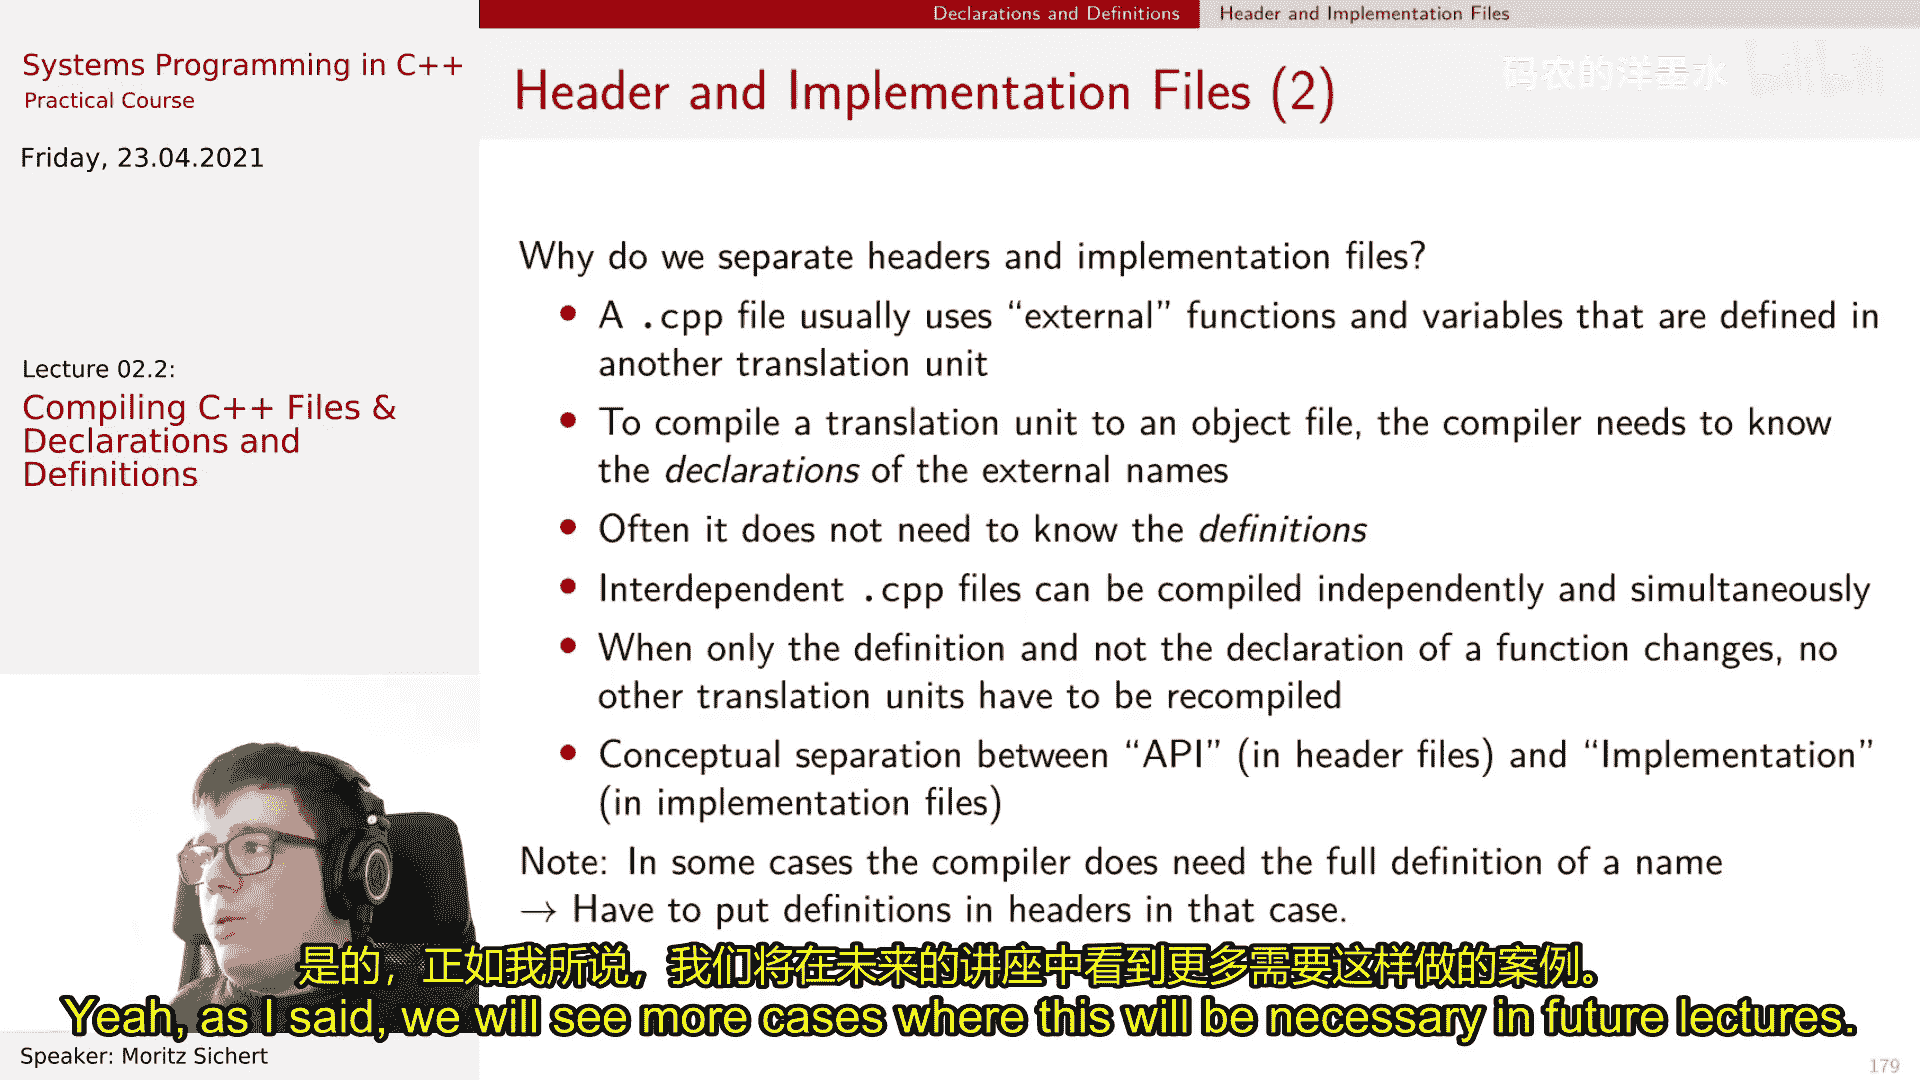 Declarations and Definitions
Header and Implementation Files
Systems Programming in C++
Practical Course
Friday, 23.04.2021
Header and Implementation Files (2)
码农的洋墨水
Lecture 02.2:
Compiling C++ Files &
Declarations and
Definitions
Why do we separate headers and implementation files?
• A .cpp file usually uses “external” functions and variables that are defined in
another translation unit
• To compile a translation unit to an object file, the compiler needs to know
the declarations of the external names
• Often it does not need to know the definitions
• Interdependent .cpp files can be compiled independently and simultaneously
• When only the definition and not the declaration of a function changes, no
other translation units have to be recompiled
• Conceptual separation between “API” (in header files) and “Implementation”
(in implementation files)
Note: In some cases the compiler does need the full definition of a name
→ Have to put definitions in headers in that case.
是的，正如我所说，我们将在未来的讲座中看到更多需要这样做的案例。
Yeah, as I said, we will see more cases where this will be necessary in future lectures.
Speaker: Moritz Sichert
179